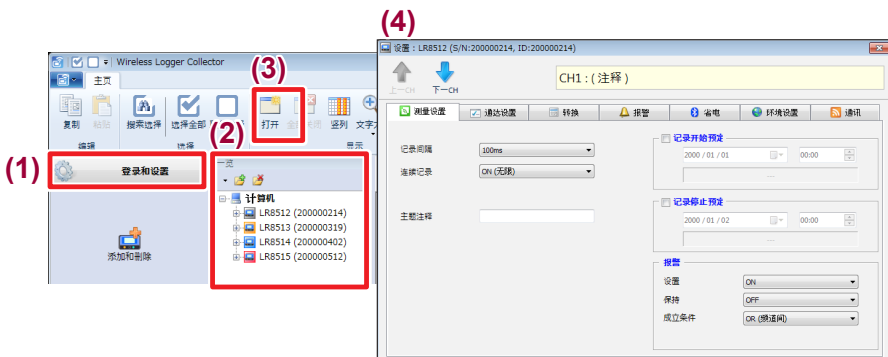 (4)
设置 : LR8512 (S/N:200000214, ID:200000214)
上一CH
下一CH
CH1 : ( 注释 )
测量设置
通达设置
转换
报警
省电
环境设置
通讯
记录间隔
100ms
连续记录
ON (无限)
主题注释
记录开始预定
2000 / 01 / 01
00:00
---
记录停止预定
2000 / 01 / 02
00:00
---
报警
设置
ON
保持
OFF
成立条件
OR (频道间)
Wireless Logger Collector
(3)
主页
复制
粘贴
搜索选择
选择全部
打开
竖列
编辑
选择
显示
(2)
(1)
登录和设置
一览
计算机
LR8512 (200000214)
LR8513 (200000319)
LR8514 (200000402)
LR8515 (200000512)
添加和删除